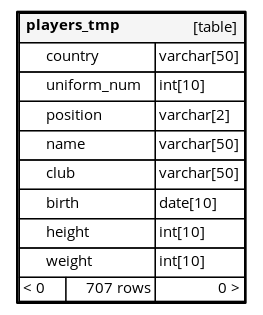 players_tmp [table]
country varchar[50]
uniform_num int[10]
position varchar[2]
name varchar[50]
club varchar[50]
birth date[10]
height int[10]
weight int[10]
< 0 707 rows 0 >